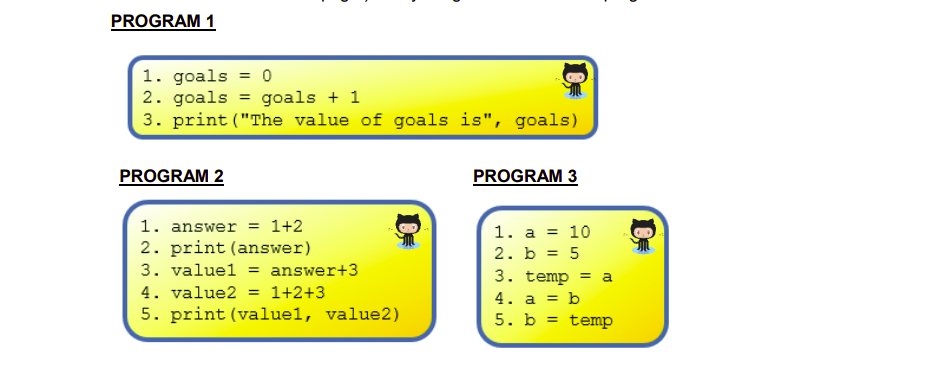 PROGRAM 1
1. goals = 0
2. goals = goals + 1
3. print("The value of goals is", goals)
PROGRAM 2
1. answer = 1+2
2. print(answer)
3. value1 = answer+3
4. value2 = 1+2+3
5. print(value1, value2)
PROGRAM 3
1. a = 10
2. b = 5
3. temp = a
4. a = b
5. b = temp